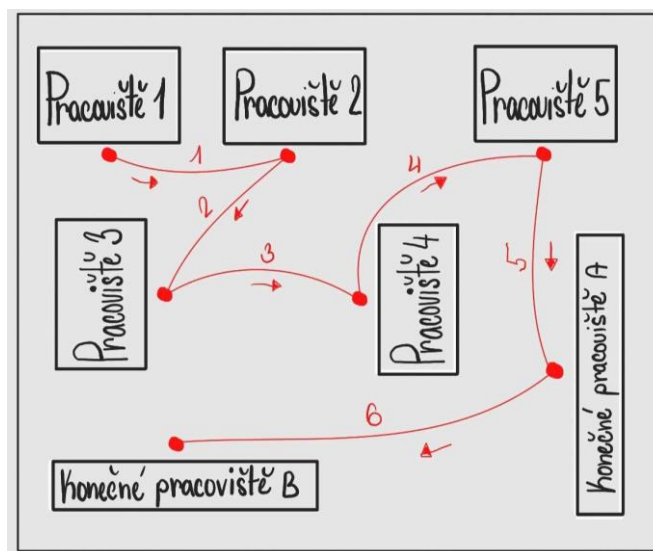 Pracoviště 1
Pracoviště 2
Pracoviště 5
1
4
2
3
Pracoviště 3
Pracoviště 4
5
Konečné pracoviště A
6
Konečné pracoviště B